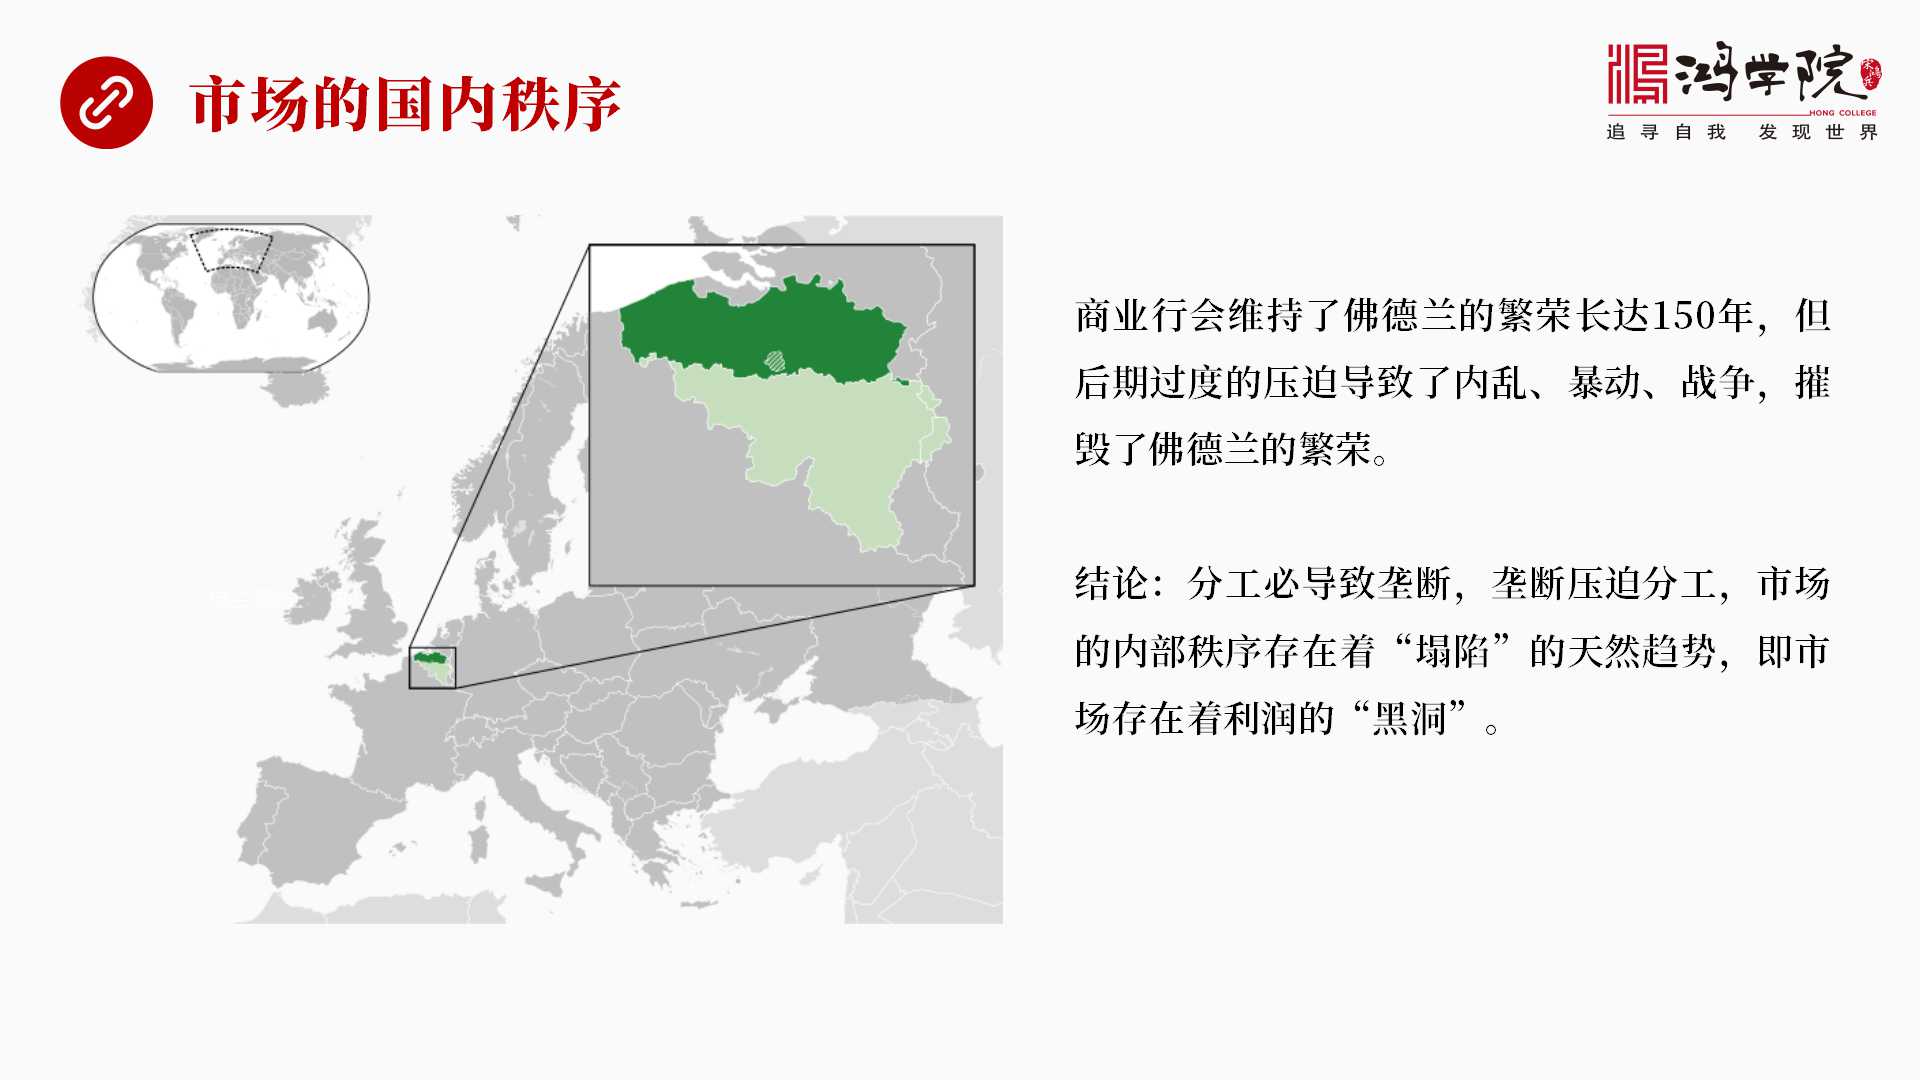 市场的国内秩序
鸿学院
宋鸿兵
HONG COLLEGE
追寻自我 发现世界
商业行会维持了佛德兰的繁荣长达150年，但
后期过度的压迫导致了内乱、暴动、战争，摧
毁了佛德兰的繁荣。
结论：分工必导致垄断，垄断压迫分工，市场
的内部秩序存在着“塌陷”的天然趋势，即市
场存在着利润的“黑洞”。